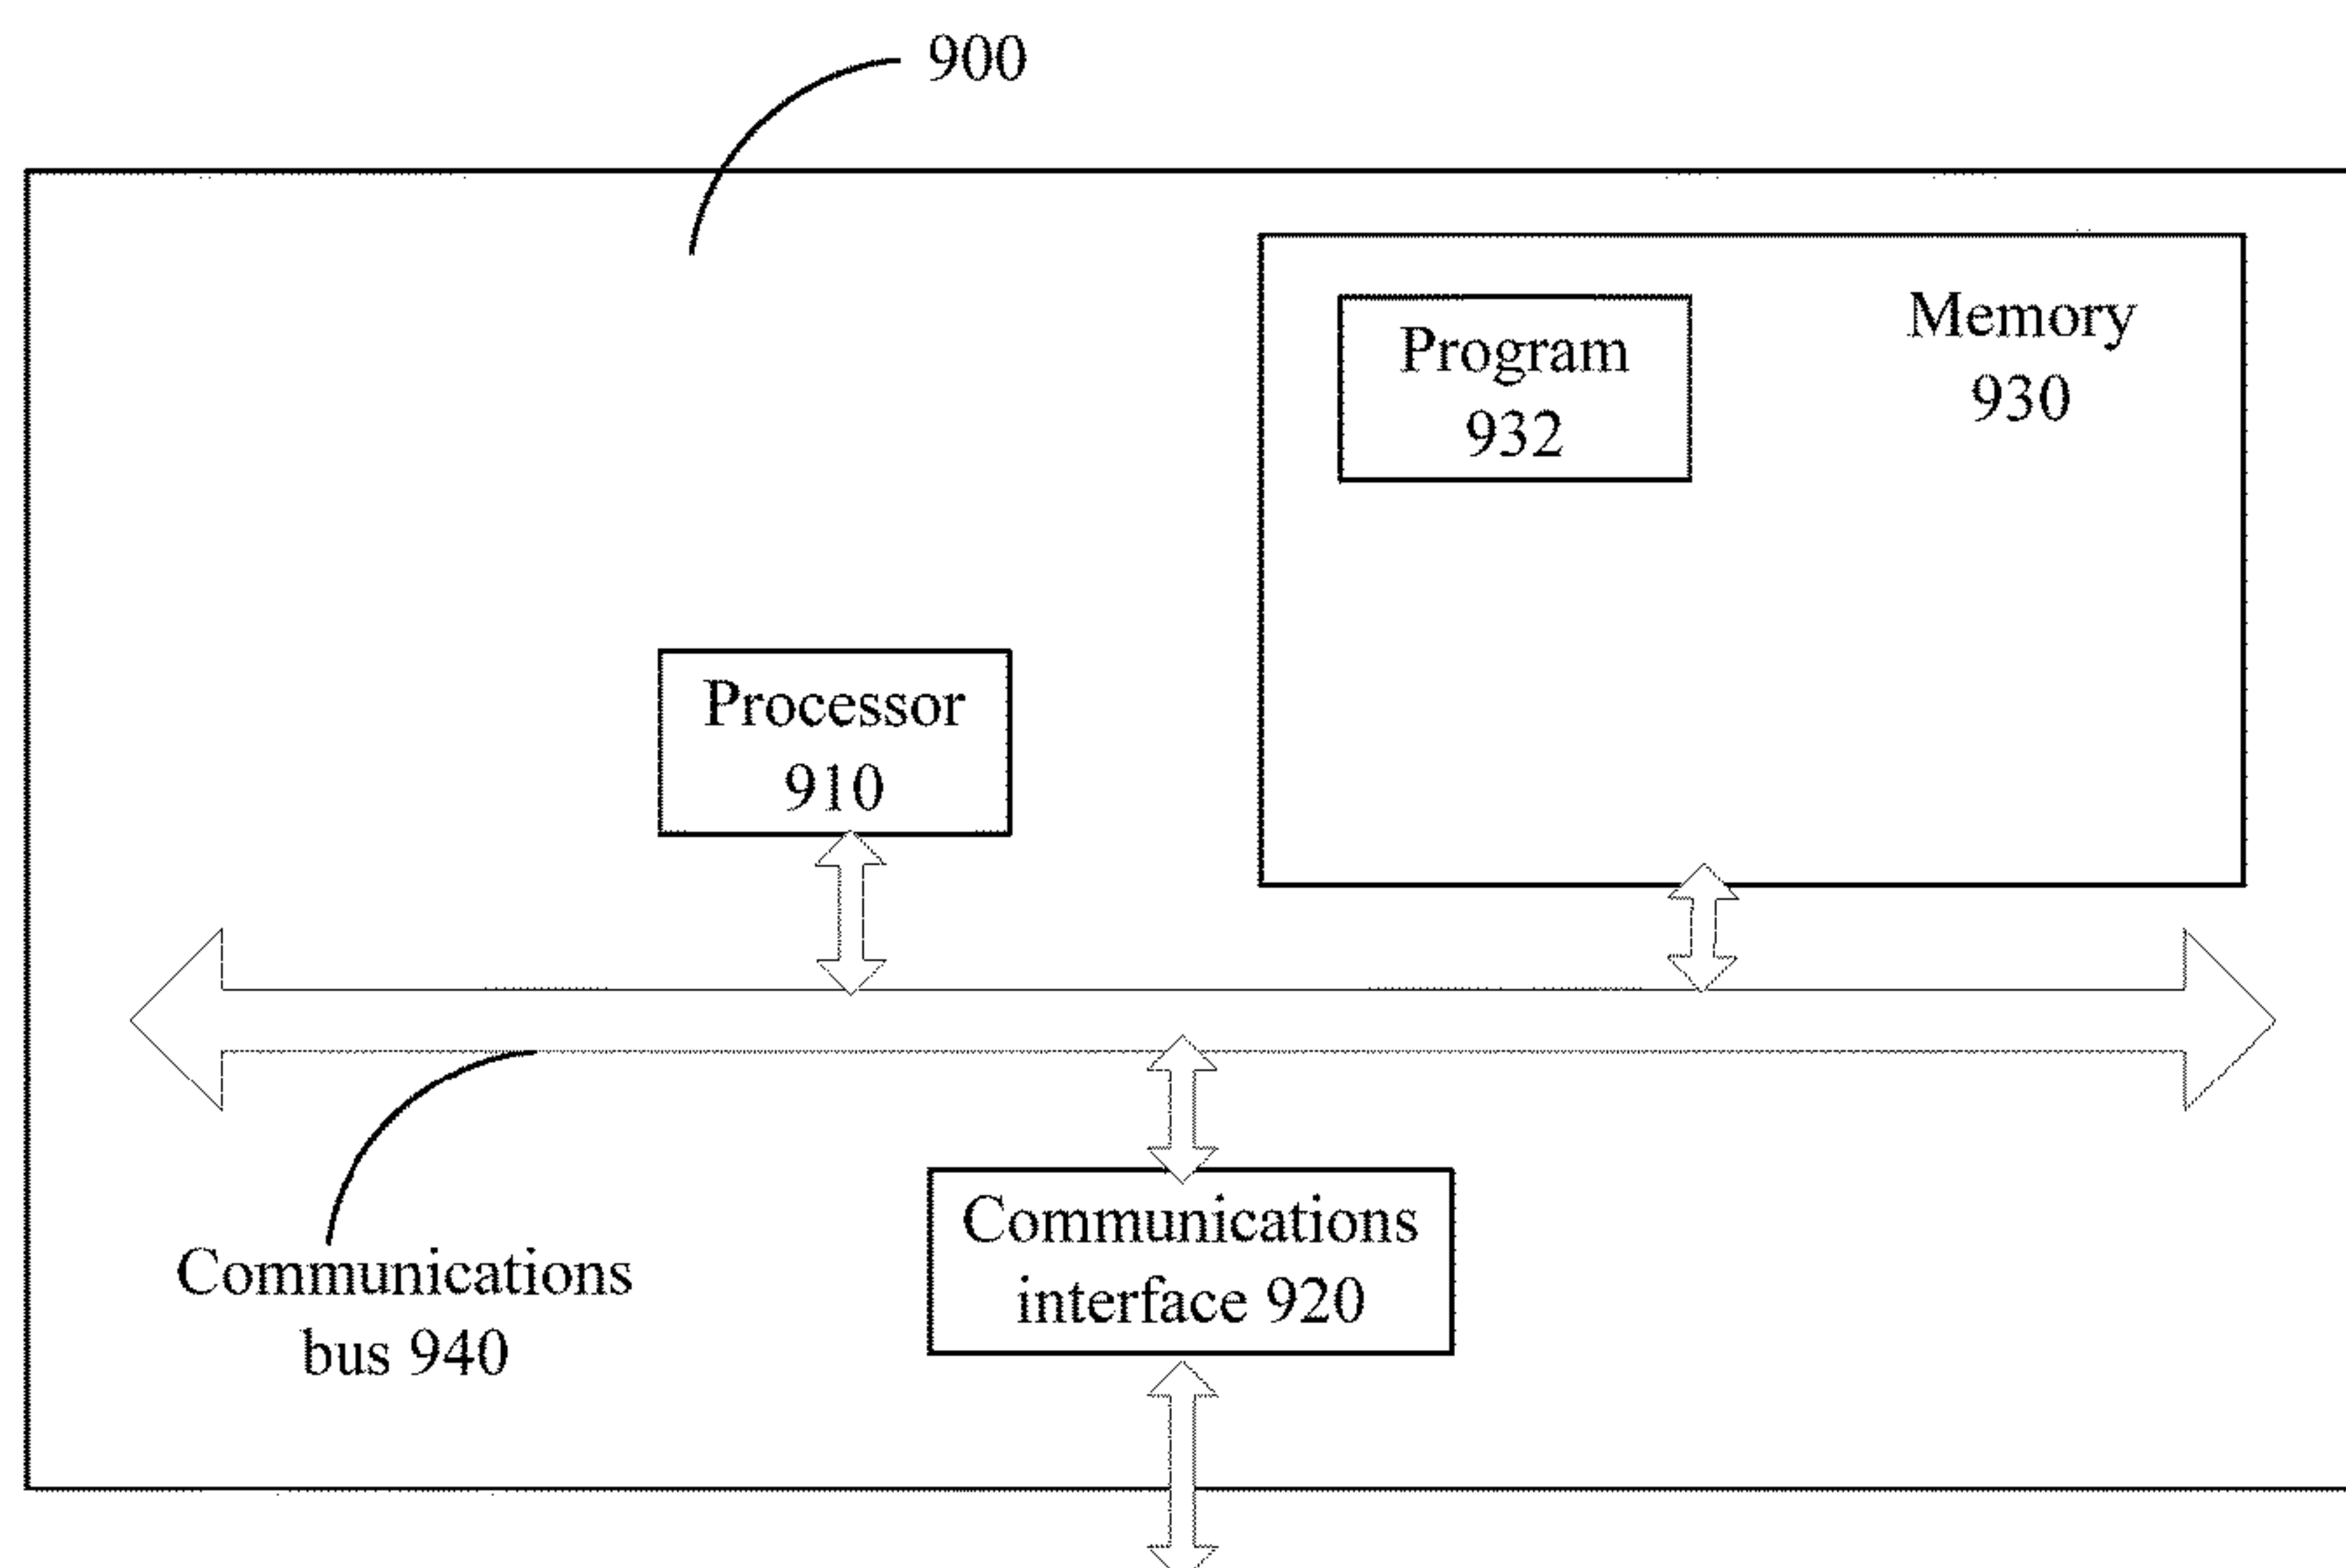 900
Program
932
Memory
930
Processor
910
Communications
interface 920
Communications
bus 940